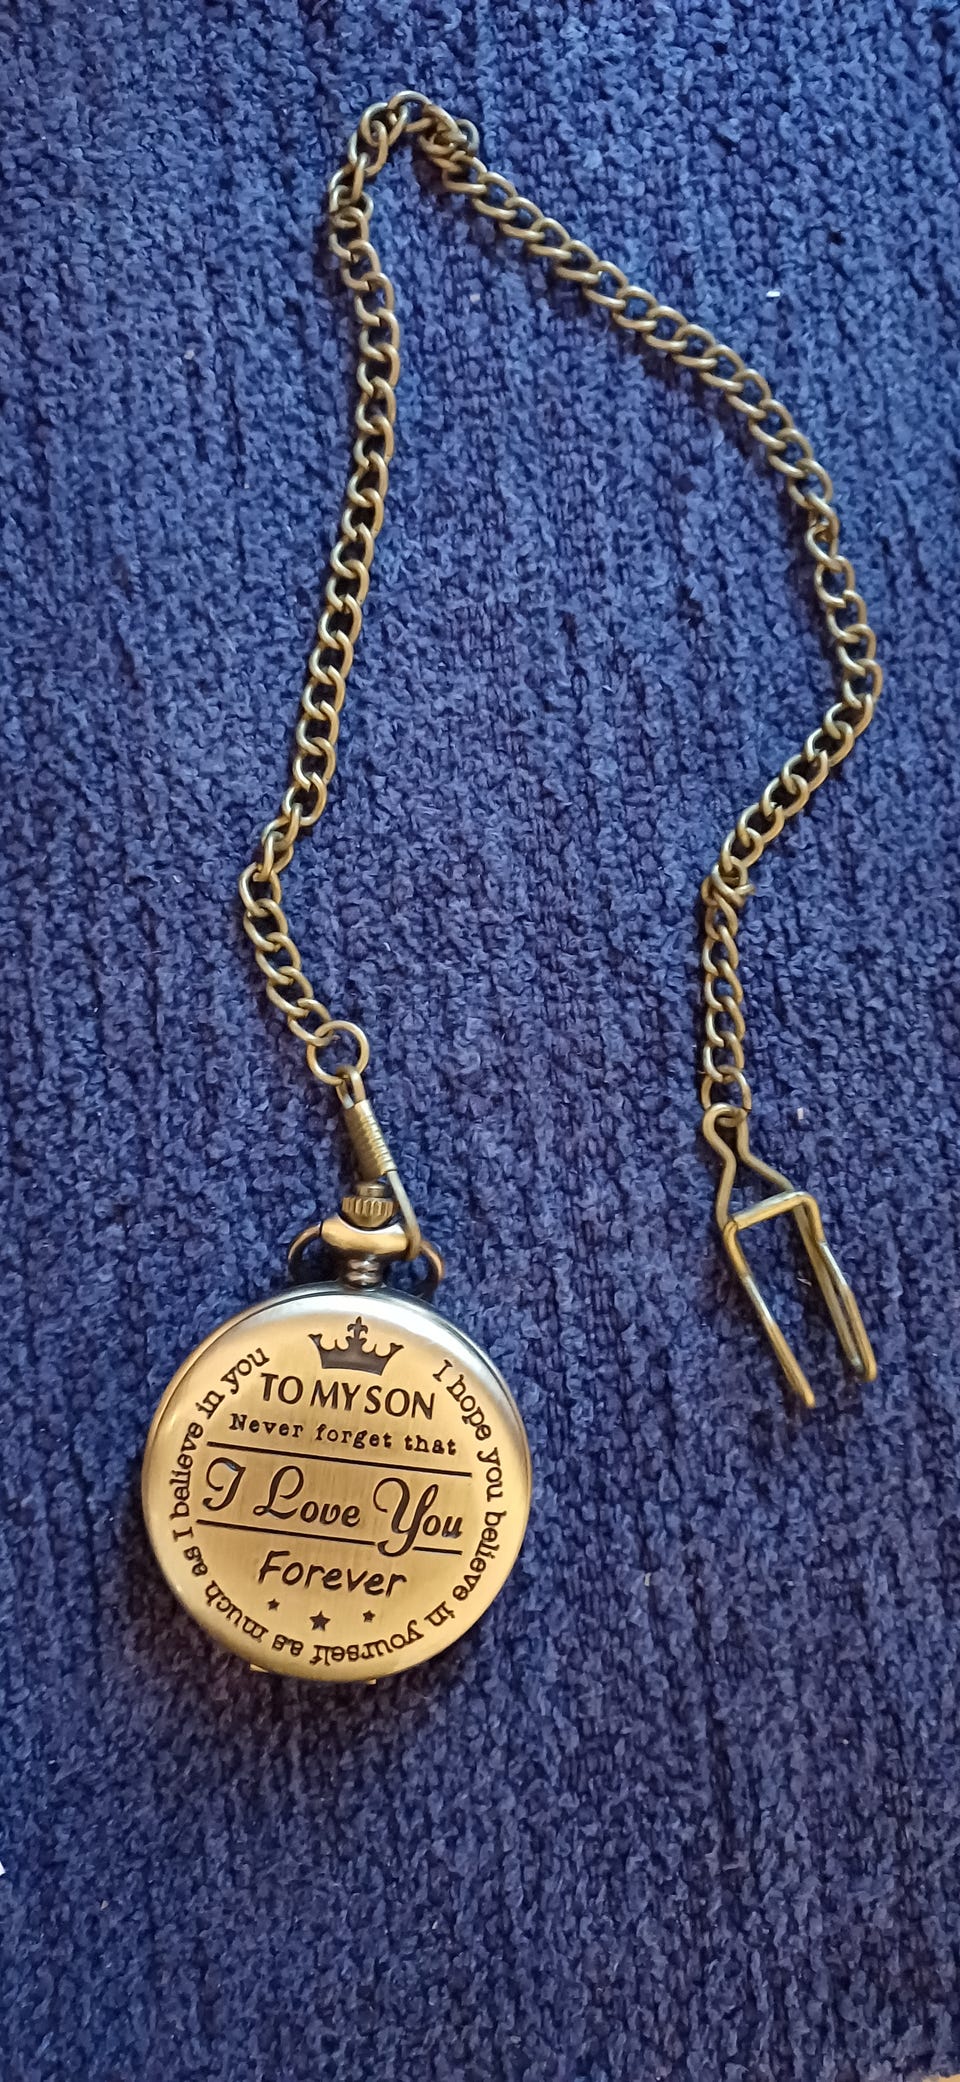 TO MY SON
Never forget that
I Love You
Forever
I hope you believe in yourself as much as I believe in you